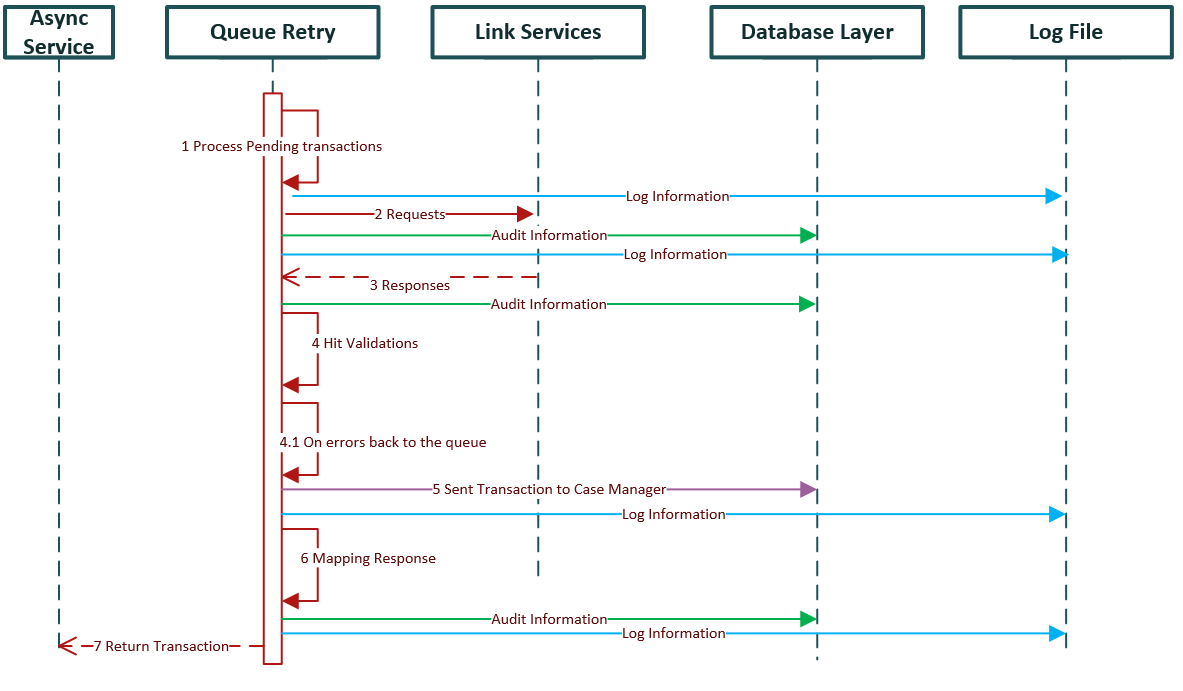 Async
Service
Queue Retry
Link Services
Database Layer
Log File
1 Process Pending transactions
Log Information
2 Requests
Audit Information
Log Information
3 Responses
Audit Information
4 Hit Validations
4.1 On errors back to the queue
5 Sent Transaction to Case Manager
Log Information
6 Mapping Response
Audit Information
Log Information
7 Return Transaction